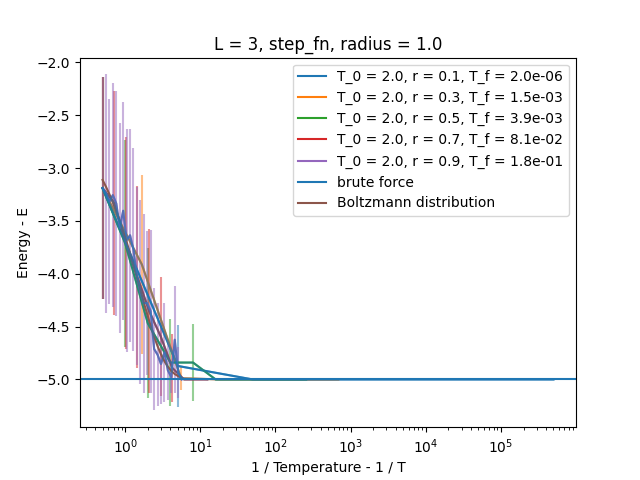 L = 3, step_fn, radius = 1.0
T_0 = 2.0, r = 0.1, T_f = 2.0e-06
T_0 = 2.0, r = 0.3, T_f = 1.5e-03
T_0 = 2.0, r = 0.5, T_f = 3.9e-03
T_0 = 2.0, r = 0.7, T_f = 8.1e-02
T_0 = 2.0, r = 0.9, T_f = 1.8e-01
brute force
Boltzmann distribution
Energy - E
−2.0
−2.5
−3.0
−3.5
−4.0
−4.5
−5.0
10⁰ 10¹ 10² 10³ 10⁴ 10⁵
1 / Temperature - 1 / T